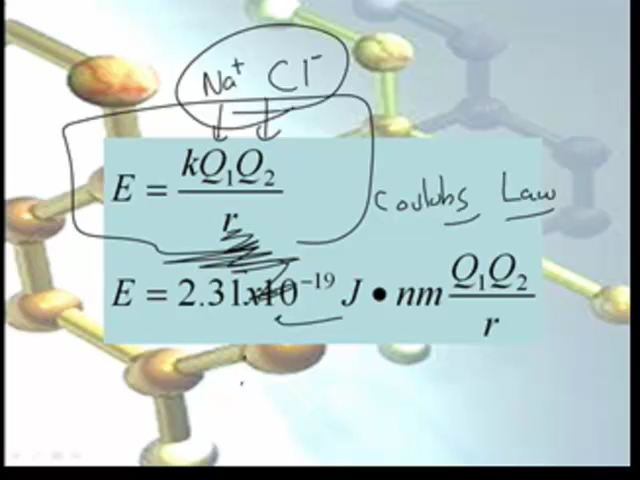 Na⁺ Cl⁻
E = kQ₁Q₂/r
Coulobs Law
E = 2.31x10⁻¹⁹ J • nm Q₁Q₂/r